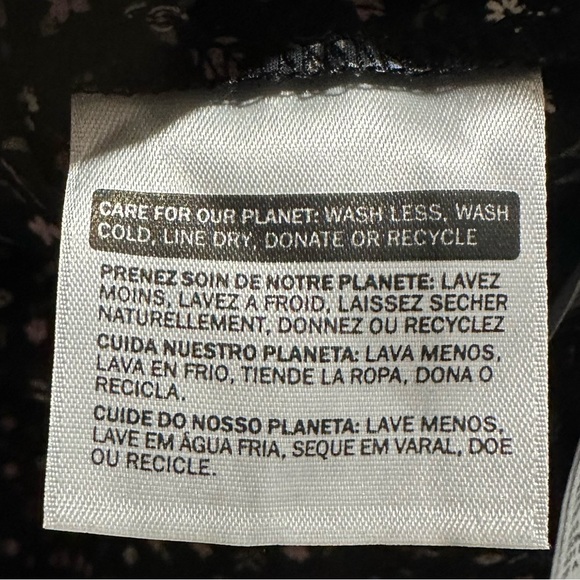 CARE FOR OUR PLANET: WASH LESS, WASH
COLD, LINE DRY, DONATE OR RECYCLE
PRENEZ SOIN DE NOTRE PLANETE: LAVEZ
MOINS, LAVEZ A FROID, LAISSEZ SECHER
NATURELLEMENT, DONNEZ OU RECYCLEZ
CUIDA NUESTRO PLANETA: LAVA MENOS,
LAVA EN FRIO, TIENDE LA ROPA, DONA O
RECICLA.
CUIDE DO NOSSO PLANETA: LAVE MENOS,
LAVE EM ÁGUA FRIA, SEQUE EM VARAL, DOE
OU RECICLE.